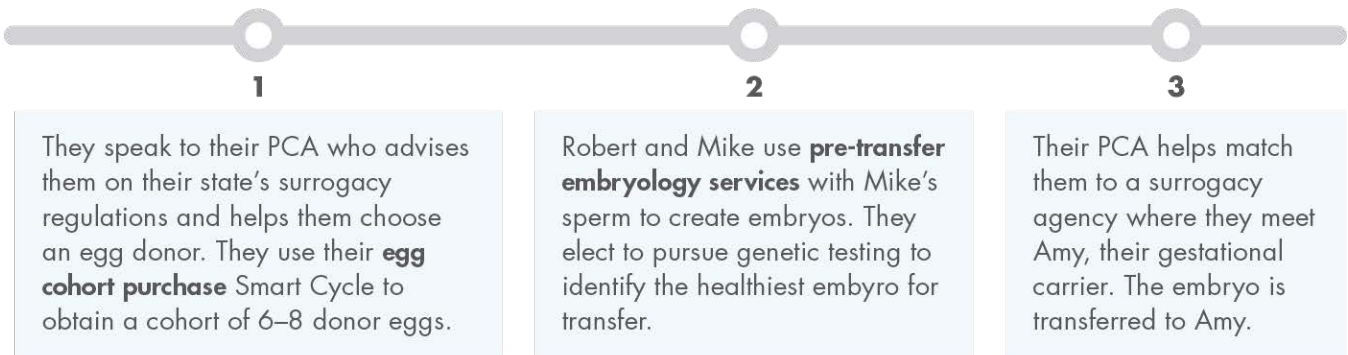 1
They speak to their PCA who advises
them on their state's surrogacy
regulations and helps them choose
an egg donor. They use their egg
cohort purchase Smart Cycle to
obtain a cohort of 6–8 donor eggs.
2
Robert and Mike use pre-transfer
embryology services with Mike's
sperm to create embryos. They
elect to pursue genetic testing to
identify the healthiest embyro for
transfer.
3
Their PCA helps match
them to a surrogacy
agency where they meet
Amy, their gestational
carrier. The embryo is
transferred to Amy.